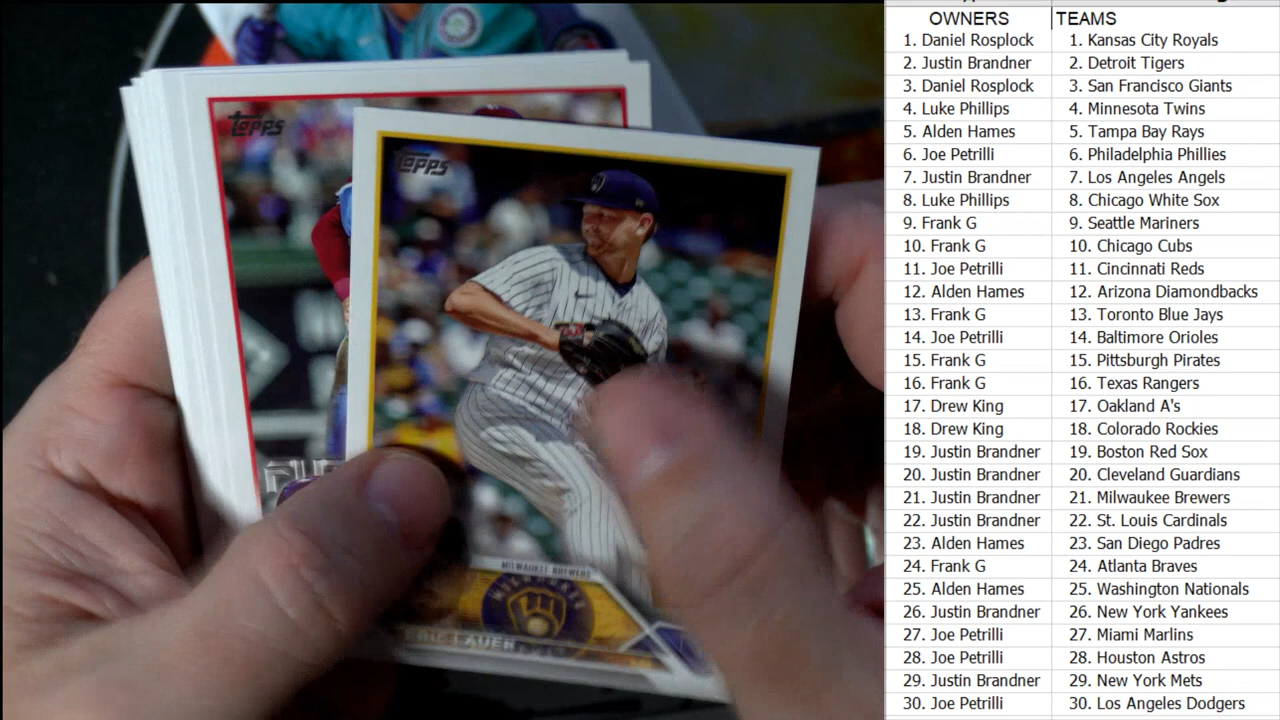 topps
topps
MILWAUKEE BREWERS
MILWAUKEE
LAUER
OWNERS TEAMS
1. Daniel Rosplock 1. Kansas City Royals
2. Justin Brandner 2. Detroit Tigers
3. Daniel Rosplock 3. San Francisco Giants
4. Luke Phillips 4. Minnesota Twins
5. Alden Hames 5. Tampa Bay Rays
6. Joe Petrilli 6. Philadelphia Phillies
7. Justin Brandner 7. Los Angeles Angels
8. Luke Phillips 8. Chicago White Sox
9. Frank G 9. Seattle Mariners
10. Frank G 10. Chicago Cubs
11. Joe Petrilli 11. Cincinnati Reds
12. Alden Hames 12. Arizona Diamondbacks
13. Frank G 13. Toronto Blue Jays
14. Joe Petrilli 14. Baltimore Orioles
15. Frank G 15. Pittsburgh Pirates
16. Frank G 16. Texas Rangers
17. Drew King 17. Oakland A's
18. Drew King 18. Colorado Rockies
19. Justin Brandner 19. Boston Red Sox
20. Justin Brandner 20. Cleveland Guardians
21. Justin Brandner 21. Milwaukee Brewers
22. Justin Brandner 22. St. Louis Cardinals
23. Alden Hames 23. San Diego Padres
24. Frank G 24. Atlanta Braves
25. Alden Hames 25. Washington Nationals
26. Justin Brandner 26. New York Yankees
27. Joe Petrilli 27. Miami Marlins
28. Joe Petrilli 28. Houston Astros
29. Justin Brandner 29. New York Mets
30. Joe Petrilli 30. Los Angeles Dodgers